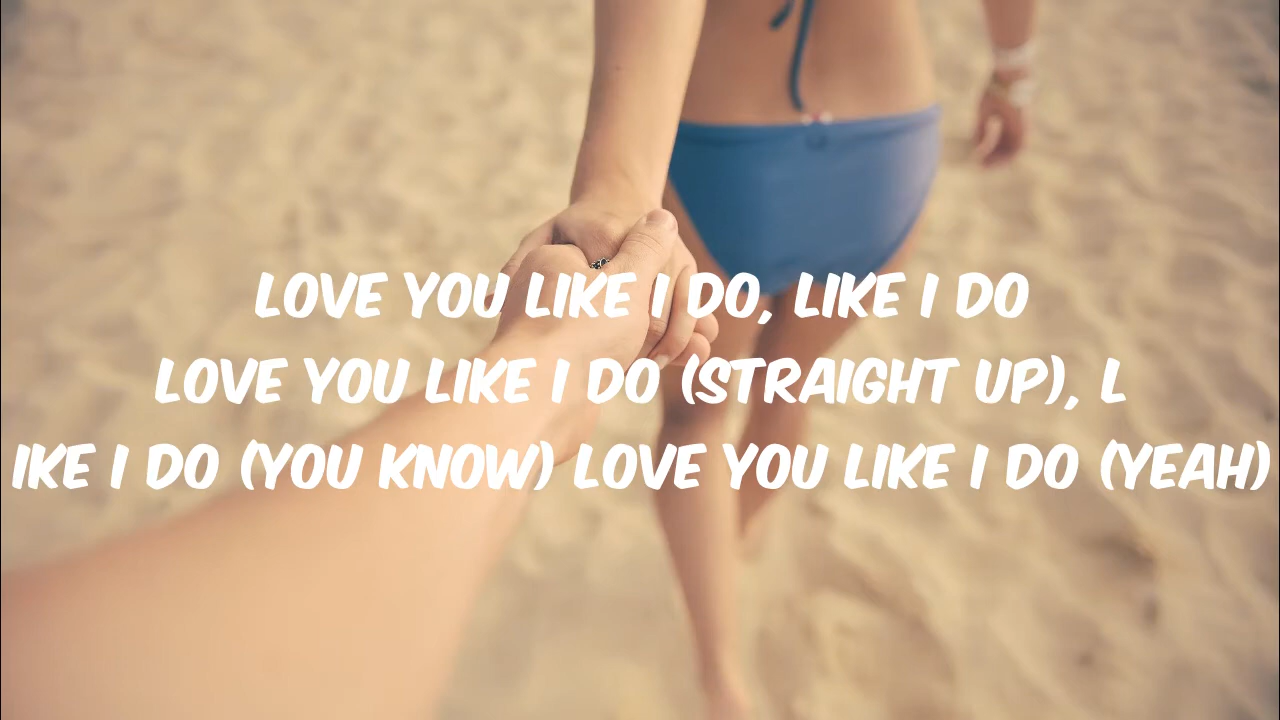 LOVE YOU LIKE I DO, LIKE I DO
LOVE YOU LIKE I DO (STRAIGHT UP), L
IKE I DO (YOU KNOW) LOVE YOU LIKE I DO (YEAH)